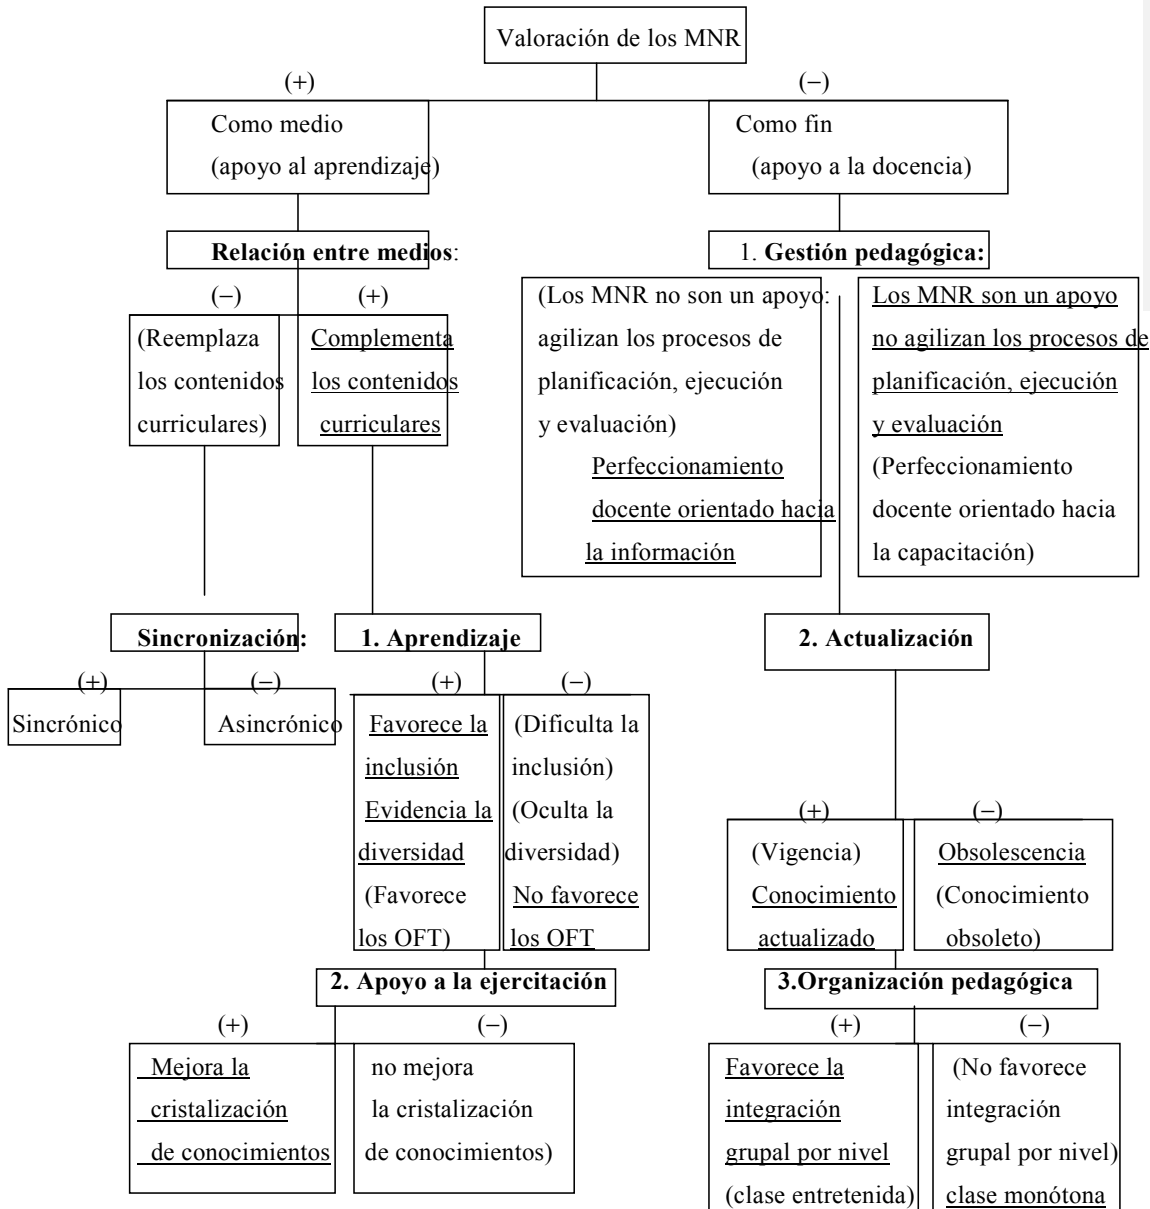 Valoración de los MNR
(+)
(−)
Como medio
(apoyo al aprendizaje)
Como fin
(apoyo a la docencia)
Relación entre medios:
1. Gestión pedagógica:
(−)
(+)
(Reemplaza
los contenidos
curriculares)
Complementa
los contenidos
curriculares
(Los MNR no son un apoyo:
agilizan los procesos de
planificación, ejecución
y evaluación)
Perfeccionamiento
docente orientado hacia
la información
Los MNR son un apoyo
no agilizan los procesos de
planificación, ejecución
y evaluación
(Perfeccionamiento
docente orientado hacia
la capacitación)
Sincronización:
1. Aprendizaje
2. Actualización
(+)
(−)
Sincrónico
Asincrónico
(+)
(−)
Favorece la
inclusión
Evidencia la
diversidad
(Favorece
los OFT)
(Dificulta la
inclusión)
(Oculta la
diversidad)
No favorece
los OFT
(+)
(−)
(Vigencia)
Conocimiento
actualizado
Obsolescencia
(Conocimiento
obsoleto)
2. Apoyo a la ejercitación
3.Organización pedagógica
(+)
(−)
Mejora la
cristalización
de conocimientos
no mejora
la cristalización
de conocimientos)
(+)
(−)
Favorece la
integración
grupal por nivel
(clase entretenida)
(No favorece
integración
grupal por nivel)
clase monótona